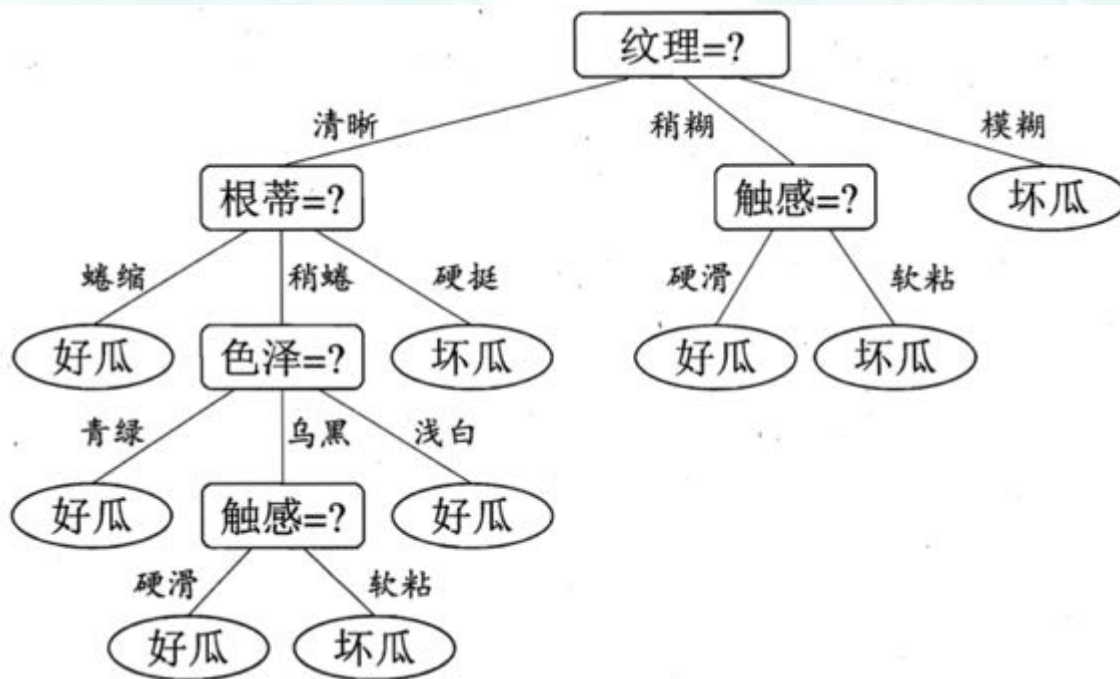 纹理=?
清晰
稍糊
模糊
根蒂=?
触感=?
坏瓜
蜷缩
稍蜷
硬挺
硬滑
软粘
好瓜
色泽=?
坏瓜
好瓜
坏瓜
青绿
乌黑
浅白
好瓜
触感=?
好瓜
硬滑
软粘
好瓜
坏瓜